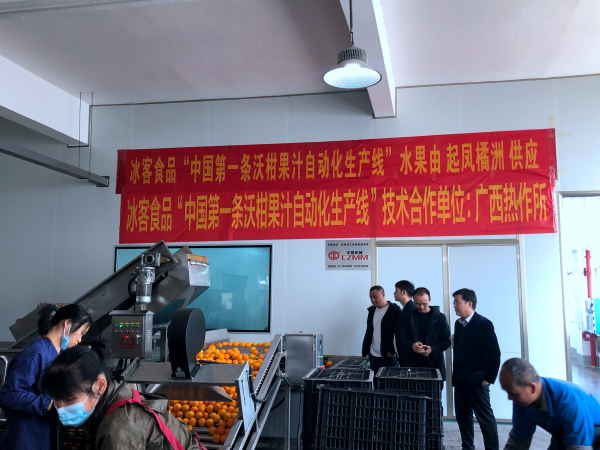 冰客食品“中国第一条沃柑果汁自动化生产线”水果由 起凤橘洲 供应
冰客食品“中国第一条沃柑果汁自动化生产线”技术合作单位：广西热作所
CZMM